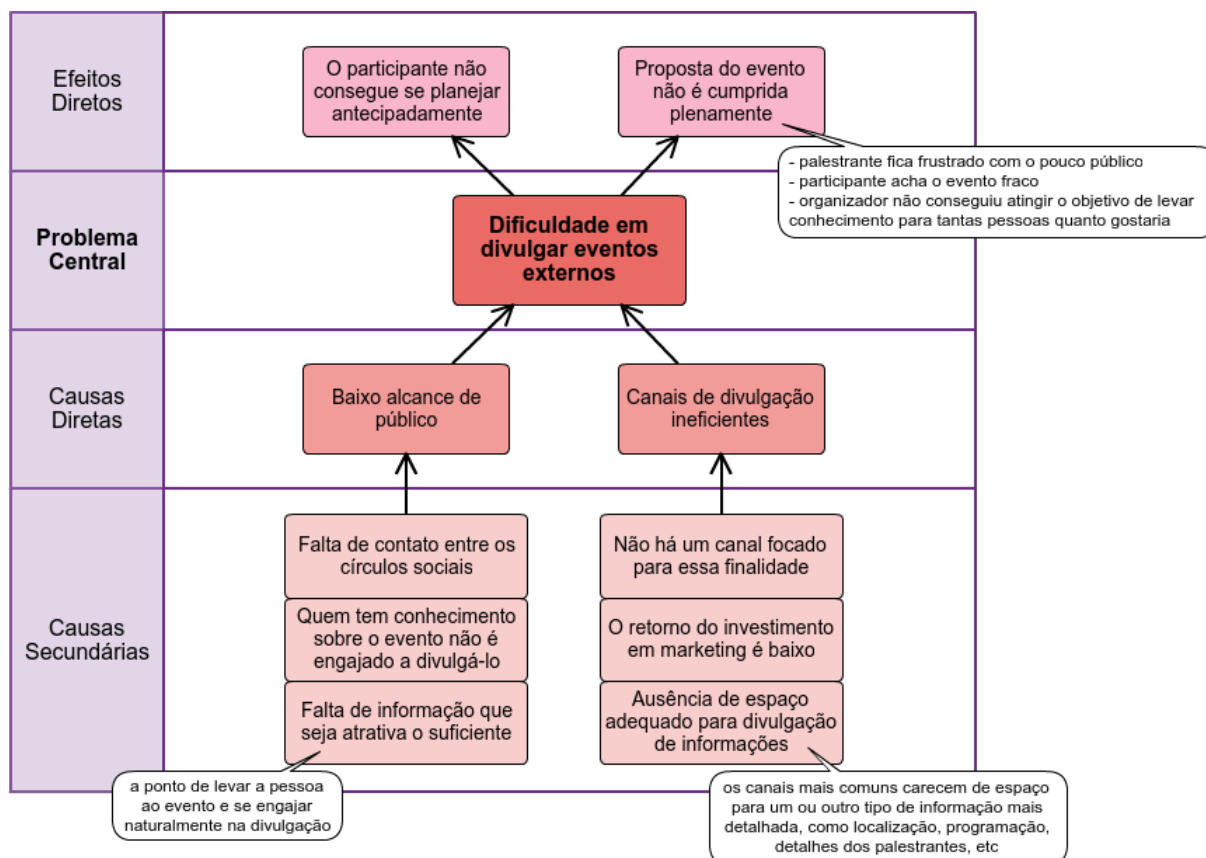 Efeitos
Diretos
O participante não
consegue se planejar
antecipadamente
Proposta do evento
não é cumprida
plenamente
- palestrante fica frustrado com o pouco público
- participante acha o evento fraco
- organizador não conseguiu atingir o objetivo de levar
conhecimento para tantas pessoas quanto gostaria
Problema
Central
Dificuldade em
divulgar eventos
externos
Causas
Diretas
Baixo alcance de
público
Canais de divulgação
ineficientes
Causas
Secundárias
Falta de contato entre os
círculos sociais
Quem tem conhecimento
sobre o evento não é
engajado a divulgá-lo
Falta de informação que
seja atrativa o suficiente
a ponto de levar a pessoa
ao evento e se engajar
naturalmente na divulgação
Não há um canal focado
para essa finalidade
O retorno do investimento
em marketing é baixo
Ausência de espaço
adequado para divulgação
de informações
os canais mais comuns carecem de espaço
para um ou outro tipo de informação mais
detalhada, como localização, programação,
detalhes dos palestrantes, etc